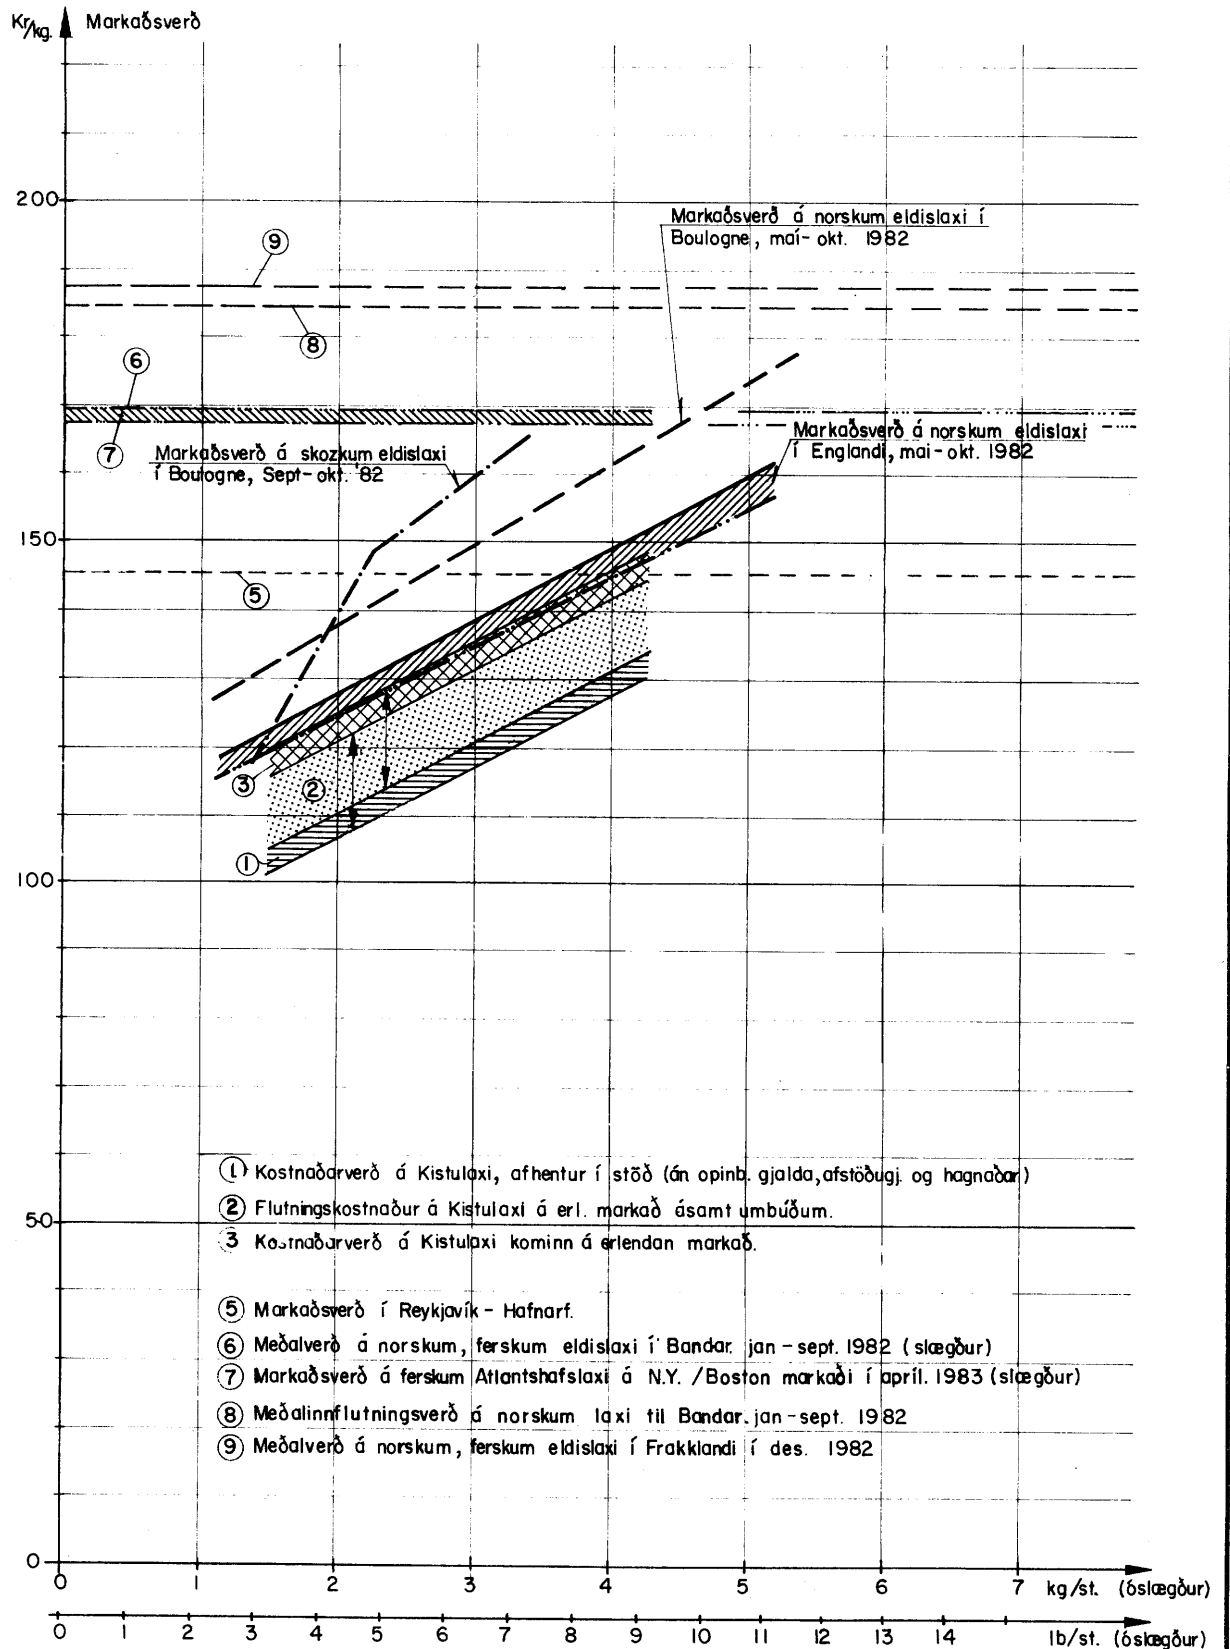 Kr/kg. Markaðsverð
200
Markaðsverð á norskum eldislaxi í
Boulogne, maí-okt. 1982
9
8
6
7
Markaðsverð á skozkum eldislaxi
í Boulogne, Sept-okt. '82
Markaðsverð á norskum eldislaxi
í Englandi, mai-okt. 1982
150
5
3
2
1
100
1 Kostnaðarverð á Kistulaxi, afhentur í stöð (án opinb. gjalda, afstöðugj. og hagnaðar)
2 Flutningskostnaður á Kistulaxi á erl. markað ásamt umbúðum.
50
3 Kostnaðarverð á Kistulaxi kominn á erlendan markað.
5 Markaðsverð í Reykjavík - Hafnarf.
6 Meðalverð á norskum, ferskum eldislaxi í Bandar. jan-sept. 1982 (slægður)
7 Markaðsverð á ferskum Atlantshafslaxi á N.Y. /Boston markaði í apríl. 1983 (slægður)
8 Meðalinnflutningsverð á norskum laxi til Bandar. jan-sept. 1982
9 Meðalverð á norskum, ferskum eldislaxi í Frakklandi í des. 1982
0
0 1 2 3 4 5 6 7 kg/st. (óslægður)
0 1 2 3 4 5 6 7 8 9 10 11 12 13 14 lb/st. (óslægður)